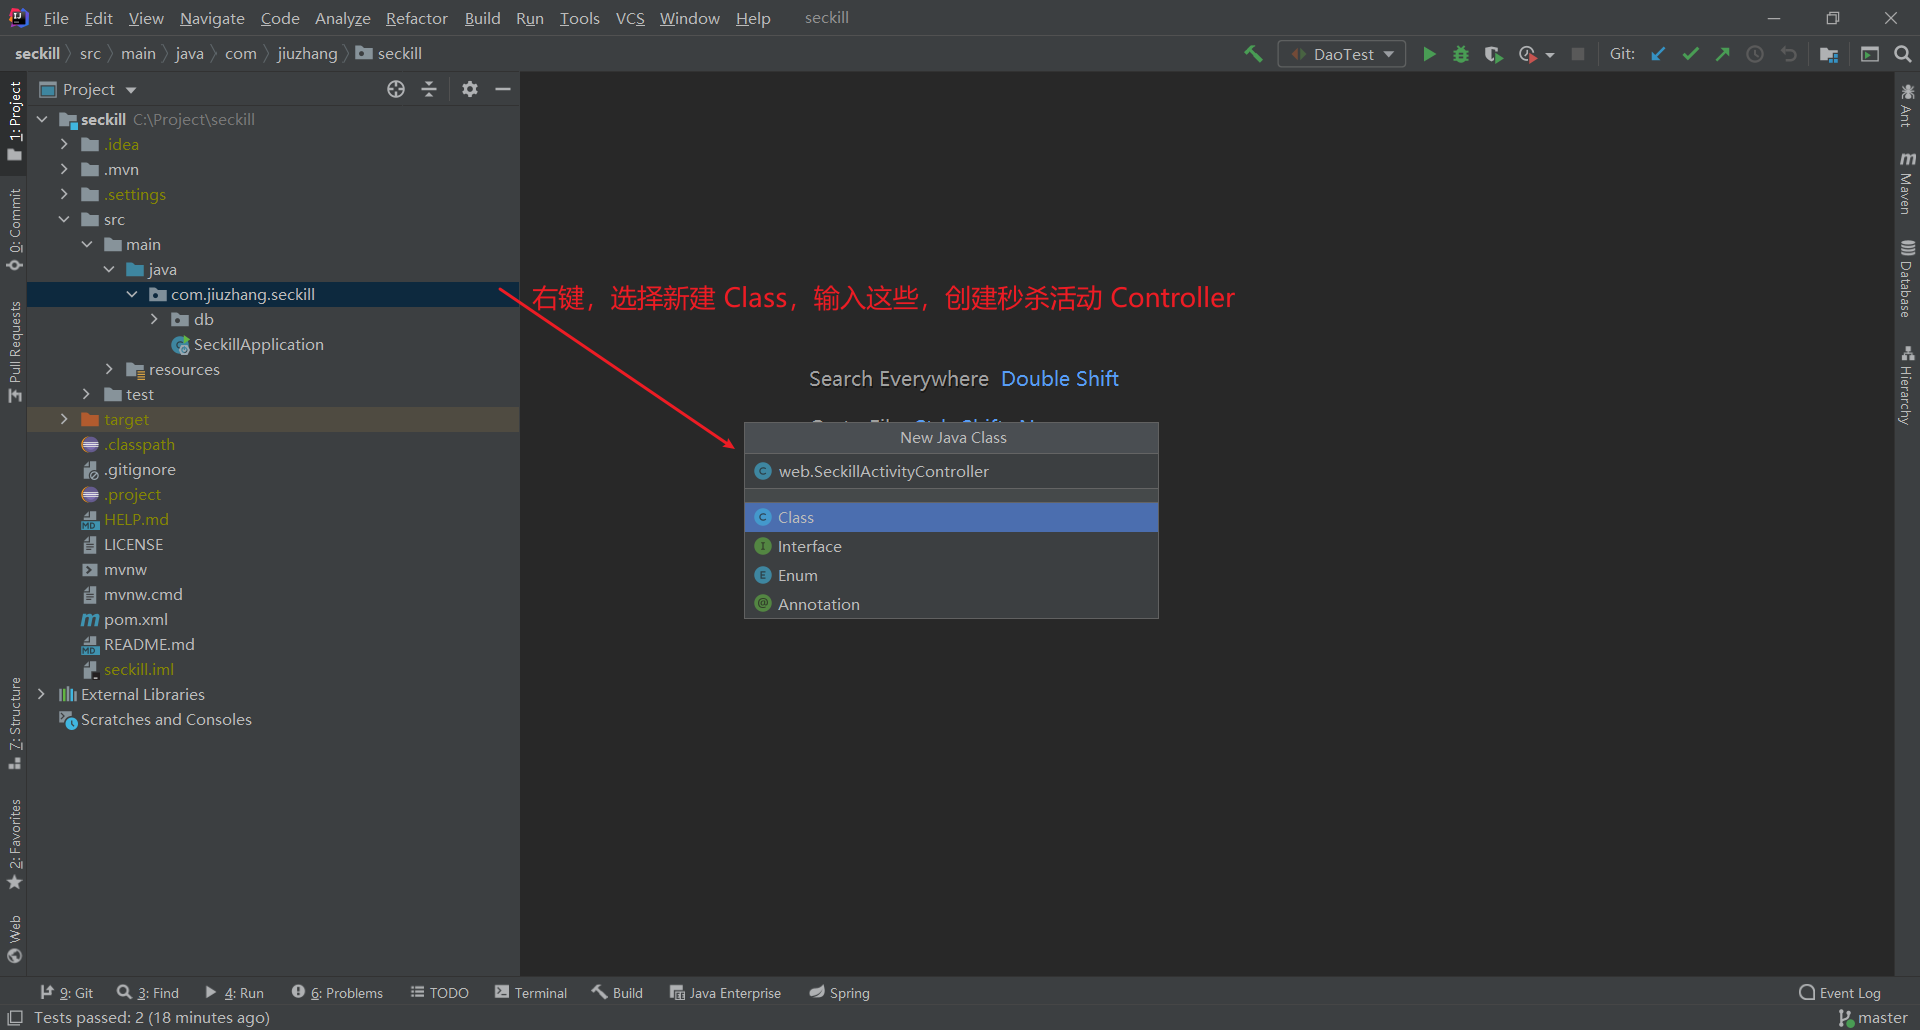 File Edit View Navigate Code Analyze Refactor Build Run Tools VCS Window Help seckill
seckill src main java com jiuzhang seckill
DaoTest
Git:
Project
1: Project
0: Commit
Pull Requests
7: Structure
2: Favorites
Web
seckill C:\Project\seckill
.idea
.mvn
.settings
src
main
java
com.jiuzhang.seckill
db
SeckillApplication
resources
test
target
.classpath
.gitignore
.project
HELP.md
LICENSE
mvnw
mvnw.cmd
pom.xml
README.md
seckill.iml
External Libraries
Scratches and Consoles
右键，选择新建 Class，输入这些，创建秒杀活动 Controller
Search Everywhere Double Shift
New Java Class
web.SeckillActivityController
Class
Interface
Enum
Annotation
Ant
Maven
Database
Hierarchy
9: Git 3: Find 4: Run 6: Problems TODO Terminal Build Java Enterprise Spring Event Log
Tests passed: 2 (18 minutes ago) master